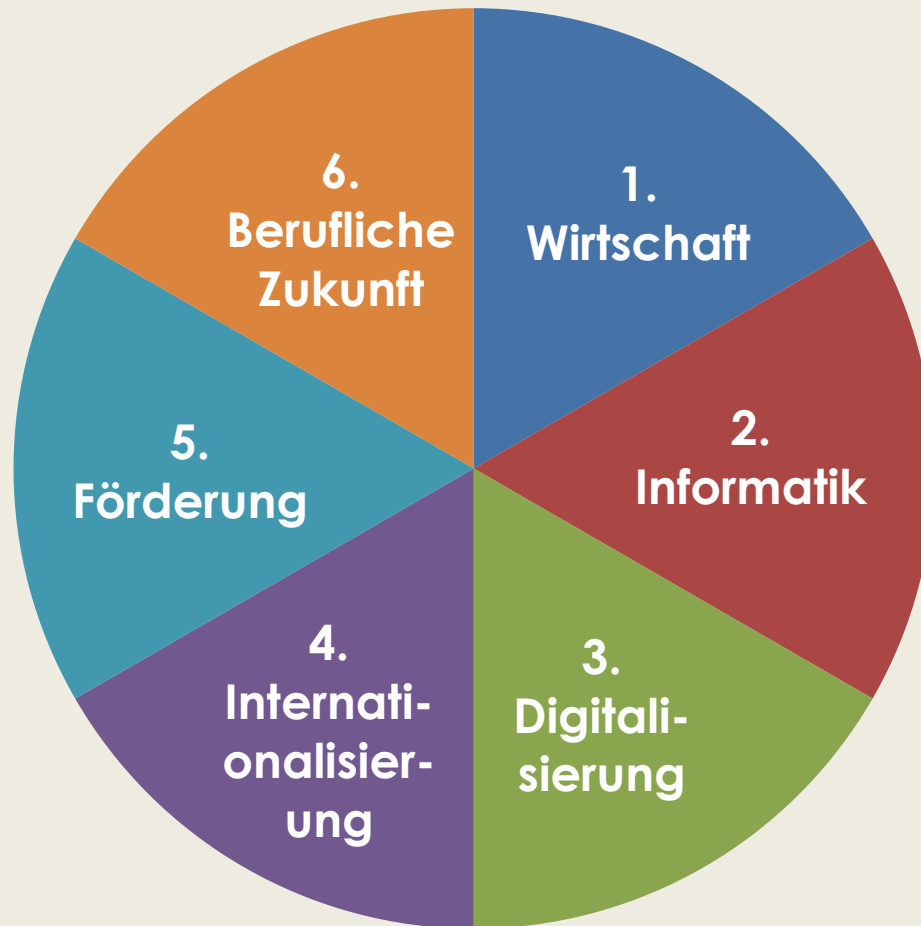 1.
Wirtschaft
2.
Informatik
3.
Digitali-
sierung
4.
Internati-
onalisier-
ung
5.
Förderung
6.
Berufliche
Zukunft